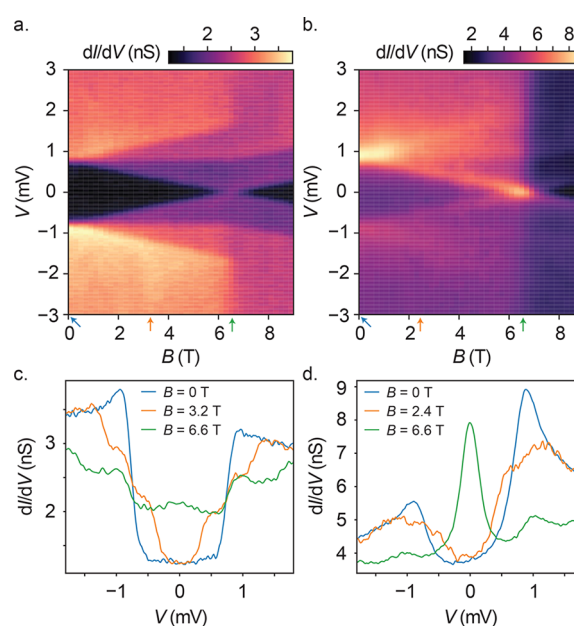 a.
dI/dV (nS)
2
3
V (mV)
3
2
1
0
−1
−2
−3
0
2
4
6
8
B (T)
b.
dI/dV (nS)
2
4
6
8
V (mV)
3
2
1
0
−1
−2
−3
0
2
4
6
8
B (T)
c.
dI/dV (nS)
3
2
B = 0 T
B = 3.2 T
B = 6.6 T
−1
0
1
V (mV)
d.
dI/dV (nS)
9
8
7
6
5
4
B = 0 T
B = 2.4 T
B = 6.6 T
−1
0
1
V (mV)